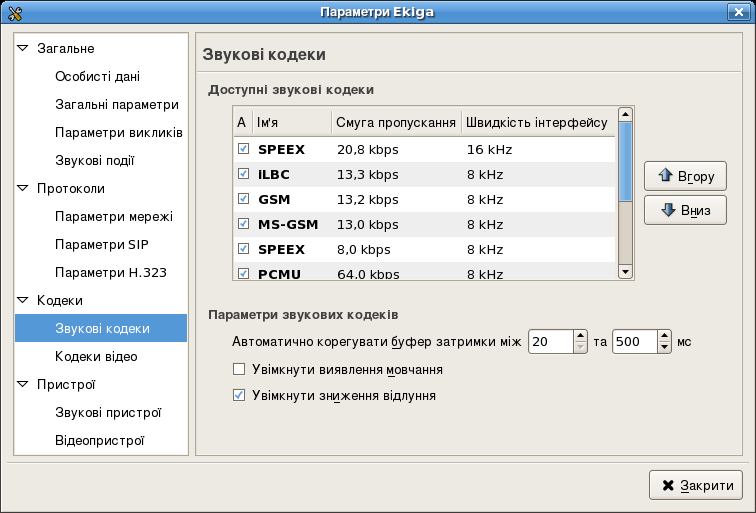 Параметри Ekiga
Загальне
Особисті дані
Загальні параметри
Параметри викликів
Звукові події
Протоколи
Параметри мережі
Параметри SIP
Параметри H.323
Кодеки
Звукові кодеки
Кодеки відео
Пристрої
Звукові пристрої
Відеопристрої
Звукові кодеки
Доступні звукові кодеки
А Ім'я Смуга пропускання Швидкість інтерфейсу
SPEEX 20,8 kbps 16 kHz
iLBC 13,3 kbps 8 kHz
GSM 13,2 kbps 8 kHz
MS-GSM 13,0 kbps 8 kHz
SPEEX 8,0 kbps 8 kHz
PCMU 64,0 kbps 8 kHz
Вгору
Вниз
Параметри звукових кодеків
Автоматично корегувати буфер затримки між 20 та 500 мс
Увімкнути виявлення мовчання
Увімкнути зниження відлуння
Закрити